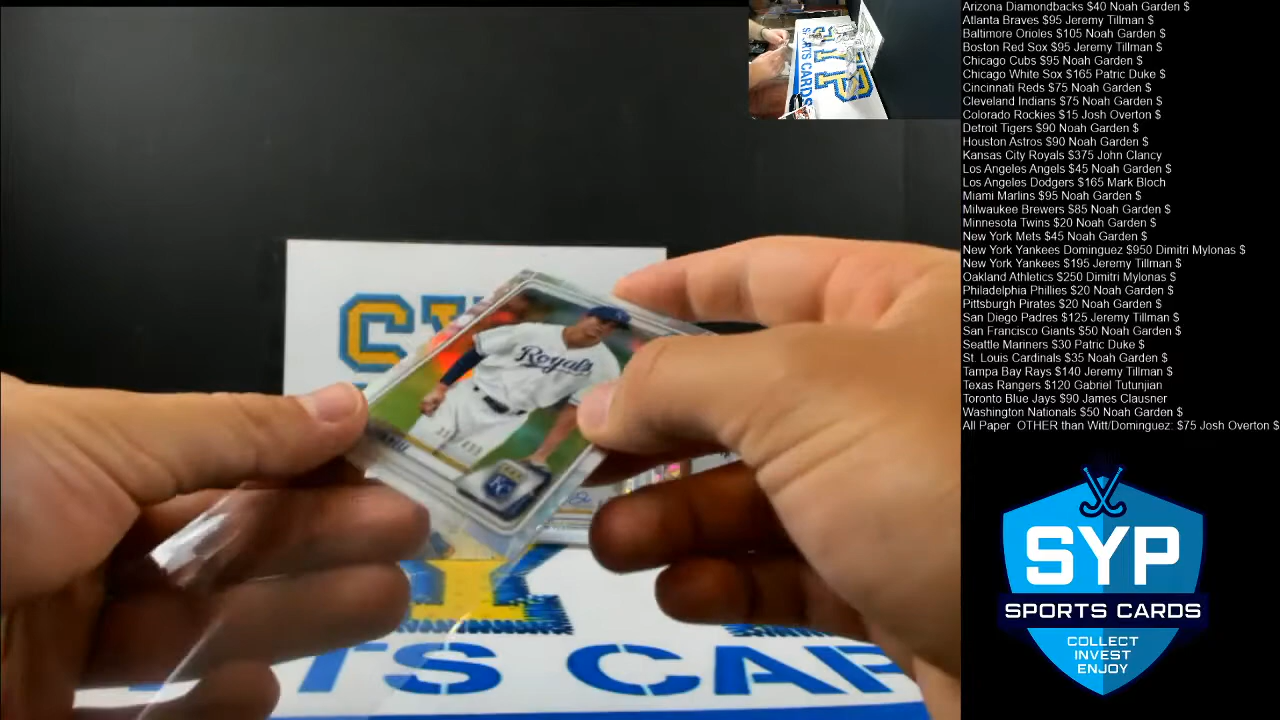 Arizona Diamondbacks $40 Noah Garden $
Atlanta Braves $95 Jeremy Tillman $
Baltimore Orioles $105 Noah Garden $
Boston Red Sox $95 Jeremy Tillman $
Chicago Cubs $95 Noah Garden $
Chicago White Sox $165 Patric Duke $
Cincinnati Reds $75 Noah Garden $
Cleveland Indians $75 Noah Garden $
Colorado Rockies $15 Josh Overton $
Detroit Tigers $90 Noah Garden $
Houston Astros $90 Noah Garden $
Kansas City Royals $375 John Clancy
Los Angeles Angels $45 Noah Garden $
Los Angeles Dodgers $165 Mark Bloch
Miami Marlins $95 Noah Garden $
Milwaukee Brewers $85 Noah Garden $
Minnesota Twins $20 Noah Garden $
New York Mets $45 Noah Garden $
New York Yankees Dominguez $950 Dimitri Mylonas $
New York Yankees $195 Jeremy Tillman $
Oakland Athletics $250 Dimitri Mylonas $
Philadelphia Phillies $20 Noah Garden $
Pittsburgh Pirates $20 Noah Garden $
San Diego Padres $125 Jeremy Tillman $
San Francisco Giants $50 Noah Garden $
Seattle Mariners $30 Patric Duke $
St. Louis Cardinals $35 Noah Garden $
Tampa Bay Rays $140 Jeremy Tillman $
Texas Rangers $120 Gabriel Tutunjian
Toronto Blue Jays $90 James Clausner
Washington Nationals $50 Noah Garden $
All Paper OTHER than Witt/Dominguez: $75 Josh Overton $
SYP
SPORTS CARDS
COLLECT
INVEST
ENJOY
SYP
SPORTS CARDS
Royals
KC